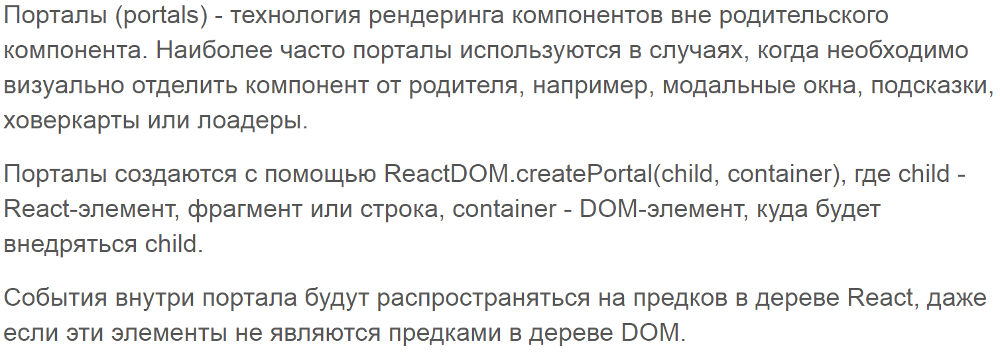 Порталы (portals) - технология рендеринга компонентов вне родительского
компонента. Наиболее часто порталы используются в случаях, когда необходимо
визуально отделить компонент от родителя, например, модальные окна, подсказки,
ховеркарты или лоадеры.
Порталы создаются с помощью ReactDOM.createPortal(child, container), где child -
React-элемент, фрагмент или строка, container - DOM-элемент, куда будет
внедряться child.
События внутри портала будут распространяться на предков в дереве React, даже
если эти элементы не являются предками в дереве DOM.